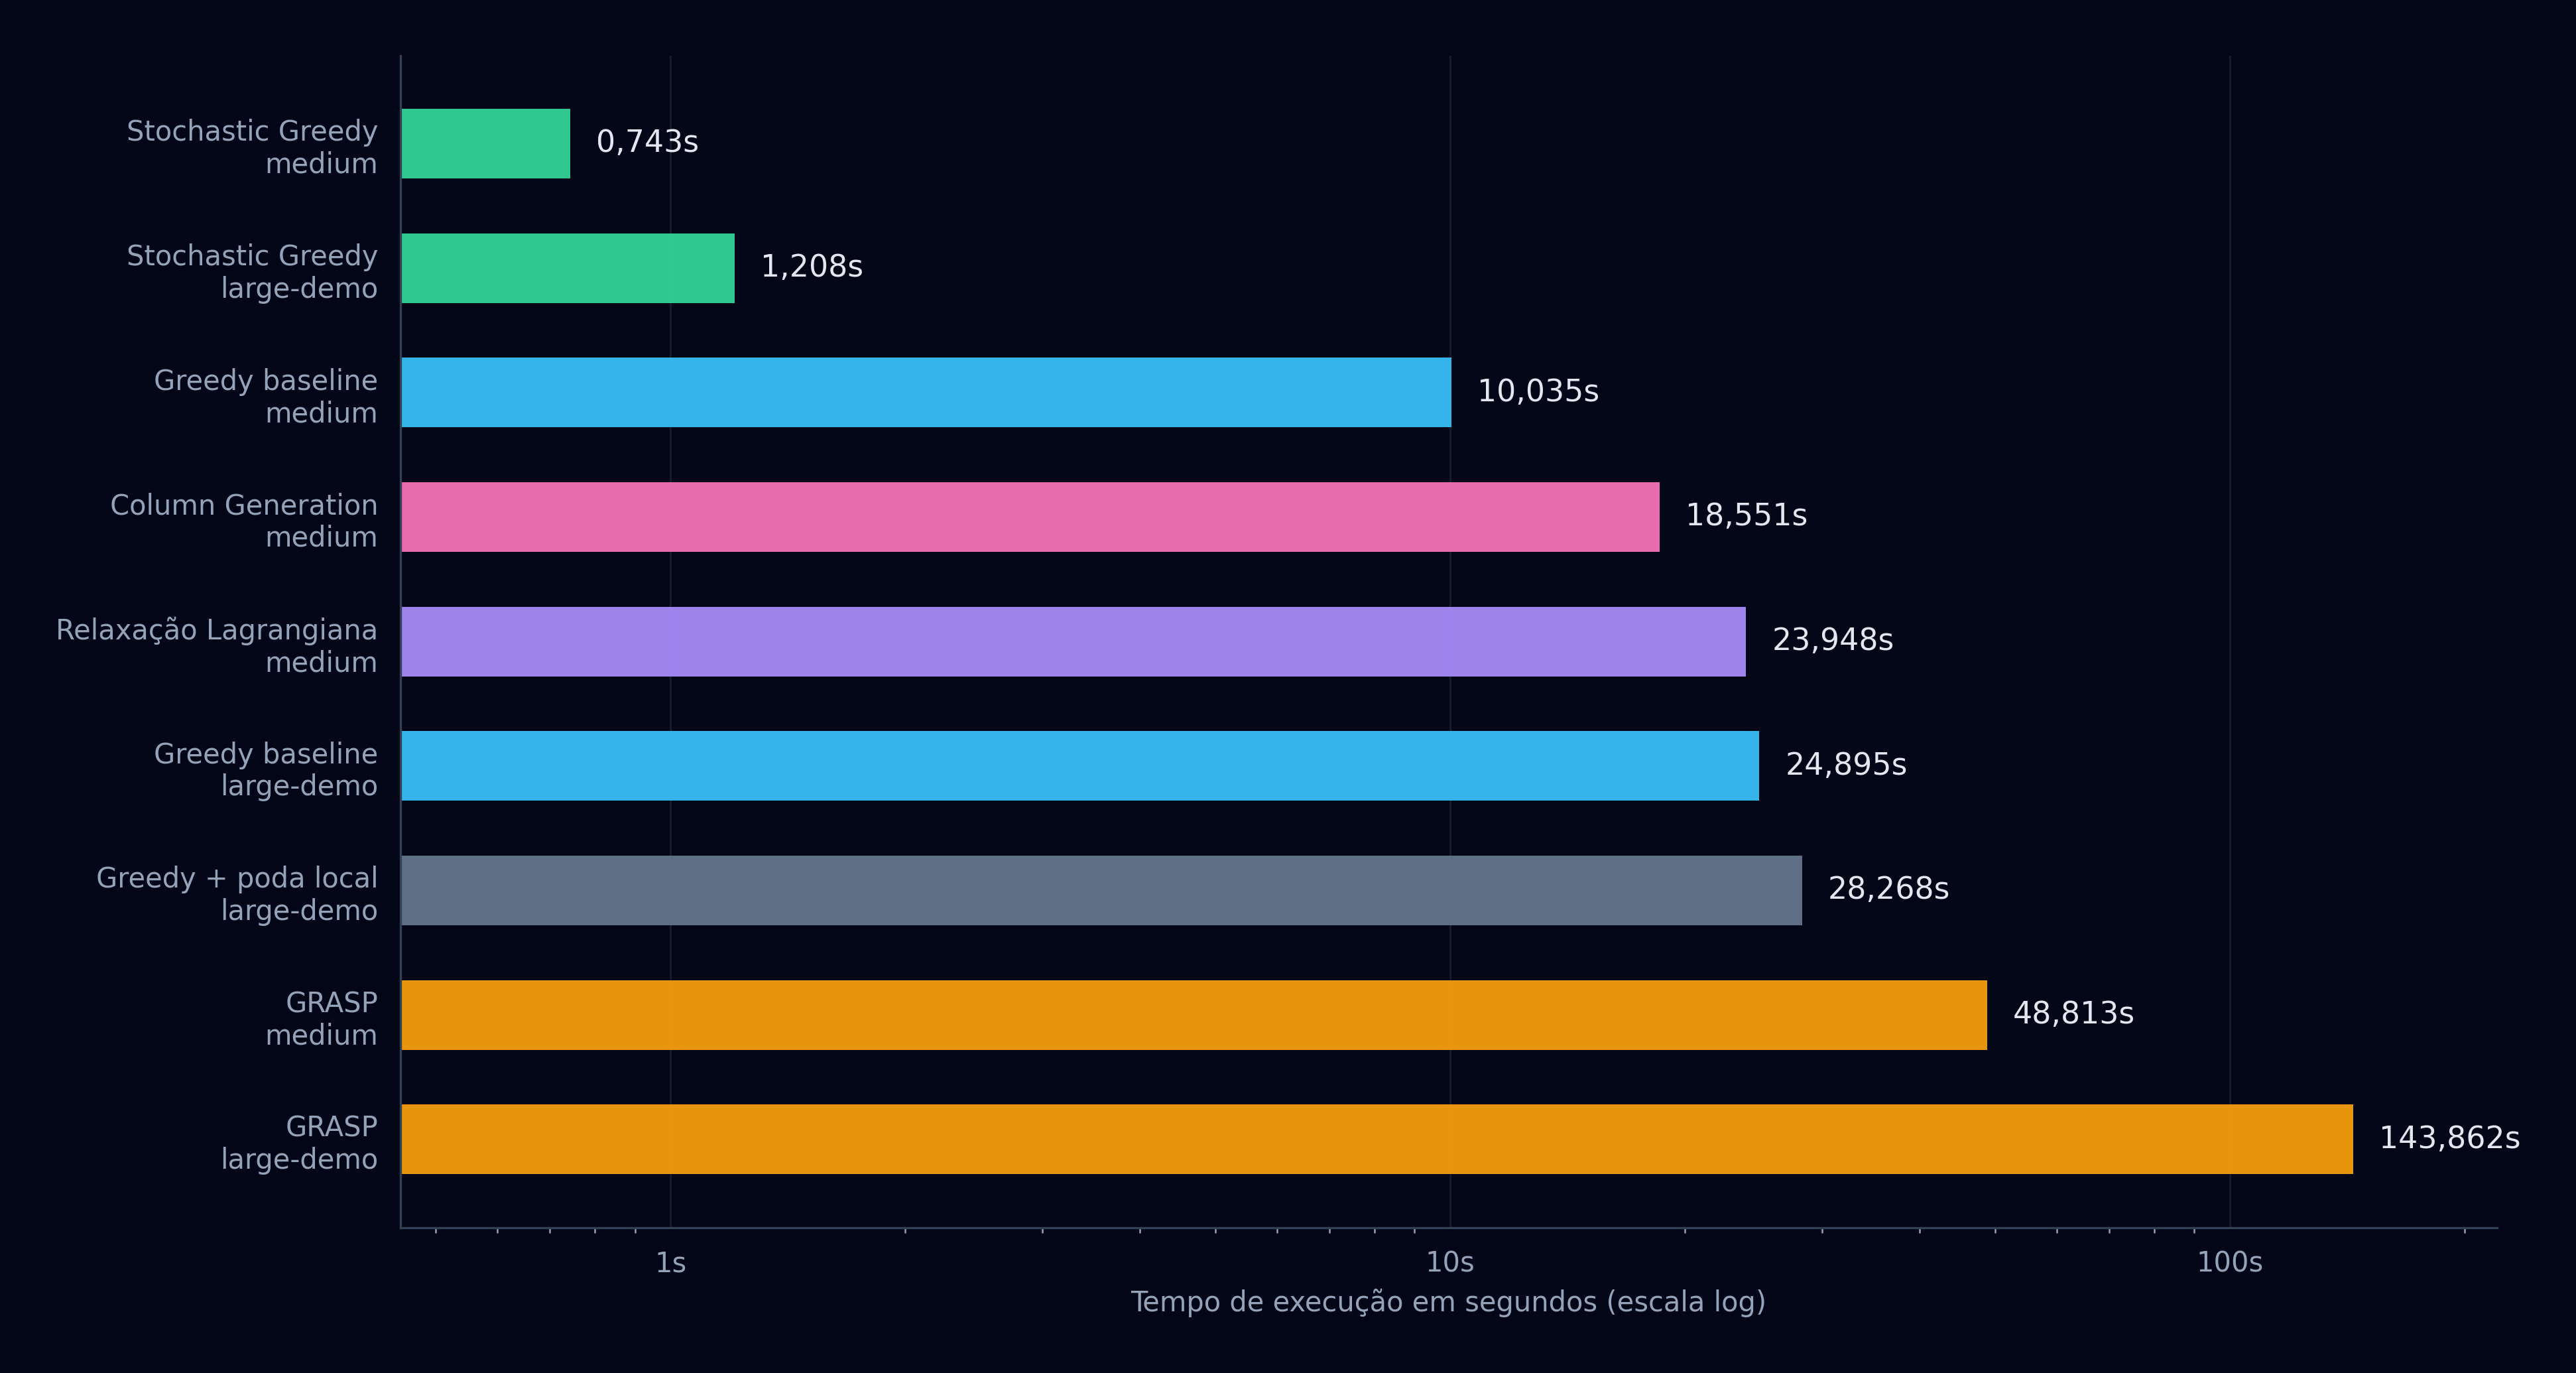 Stochastic Greedy
medium
0,743s
Stochastic Greedy
large-demo
1,208s
Greedy baseline
medium
10,035s
Column Generation
medium
18,551s
Relaxação Lagrangiana
medium
23,948s
Greedy baseline
large-demo
24,895s
Greedy + poda local
large-demo
28,268s
GRASP
medium
48,813s
GRASP
large-demo
143,862s
1s
10s
100s
Tempo de execução em segundos (escala log)